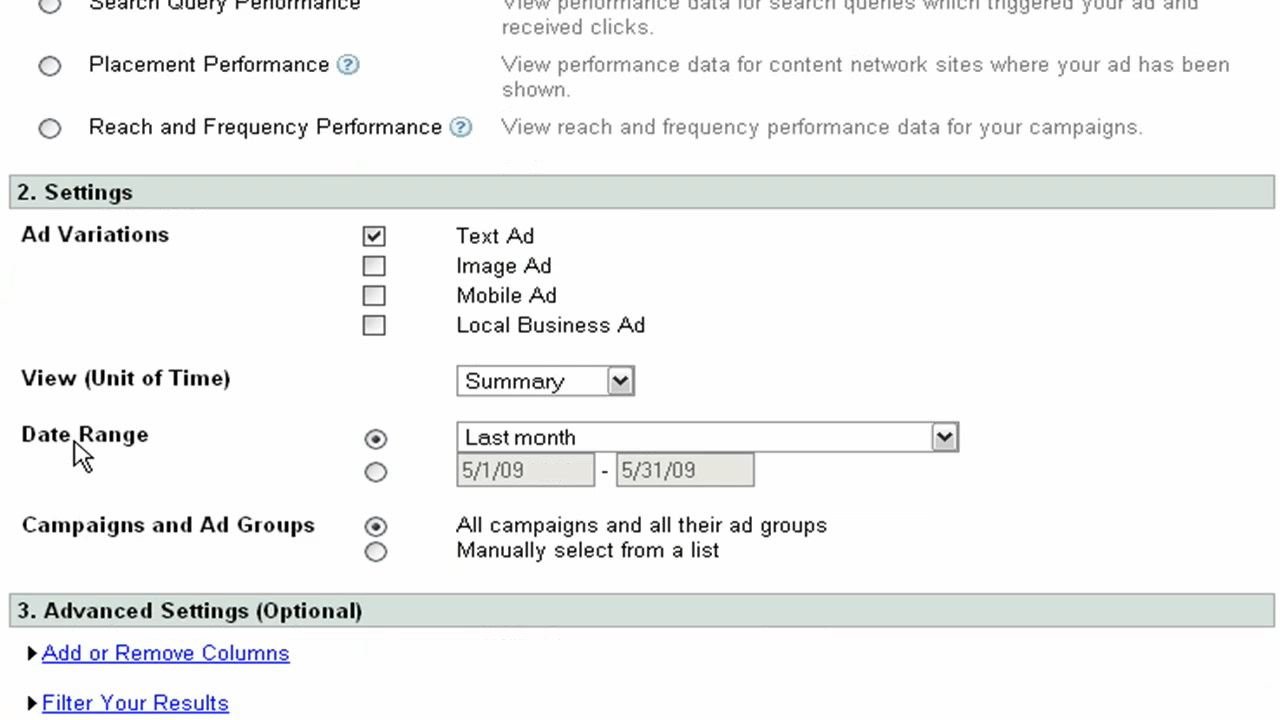 Search Query Performance View performance data for search queries which triggered your ad and
received clicks.
Placement Performance ? View performance data for content network sites where your ad has been
shown.
Reach and Frequency Performance ? View reach and frequency performance data for your campaigns.
2. Settings
Ad Variations Text Ad
Image Ad
Mobile Ad
Local Business Ad
View (Unit of Time) Summary
Date Range Last month
5/1/09 - 5/31/09
Campaigns and Ad Groups All campaigns and all their ad groups
Manually select from a list
3. Advanced Settings (Optional)
Add or Remove Columns
Filter Your Results